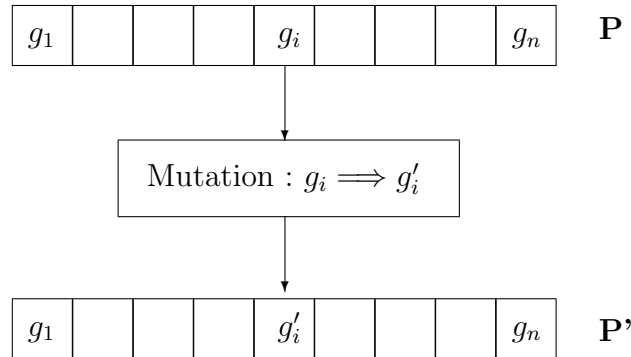 g₁ gᵢ gₙ P
Mutation : gᵢ ⟹ g′ᵢ
g₁ g′ᵢ gₙ P'